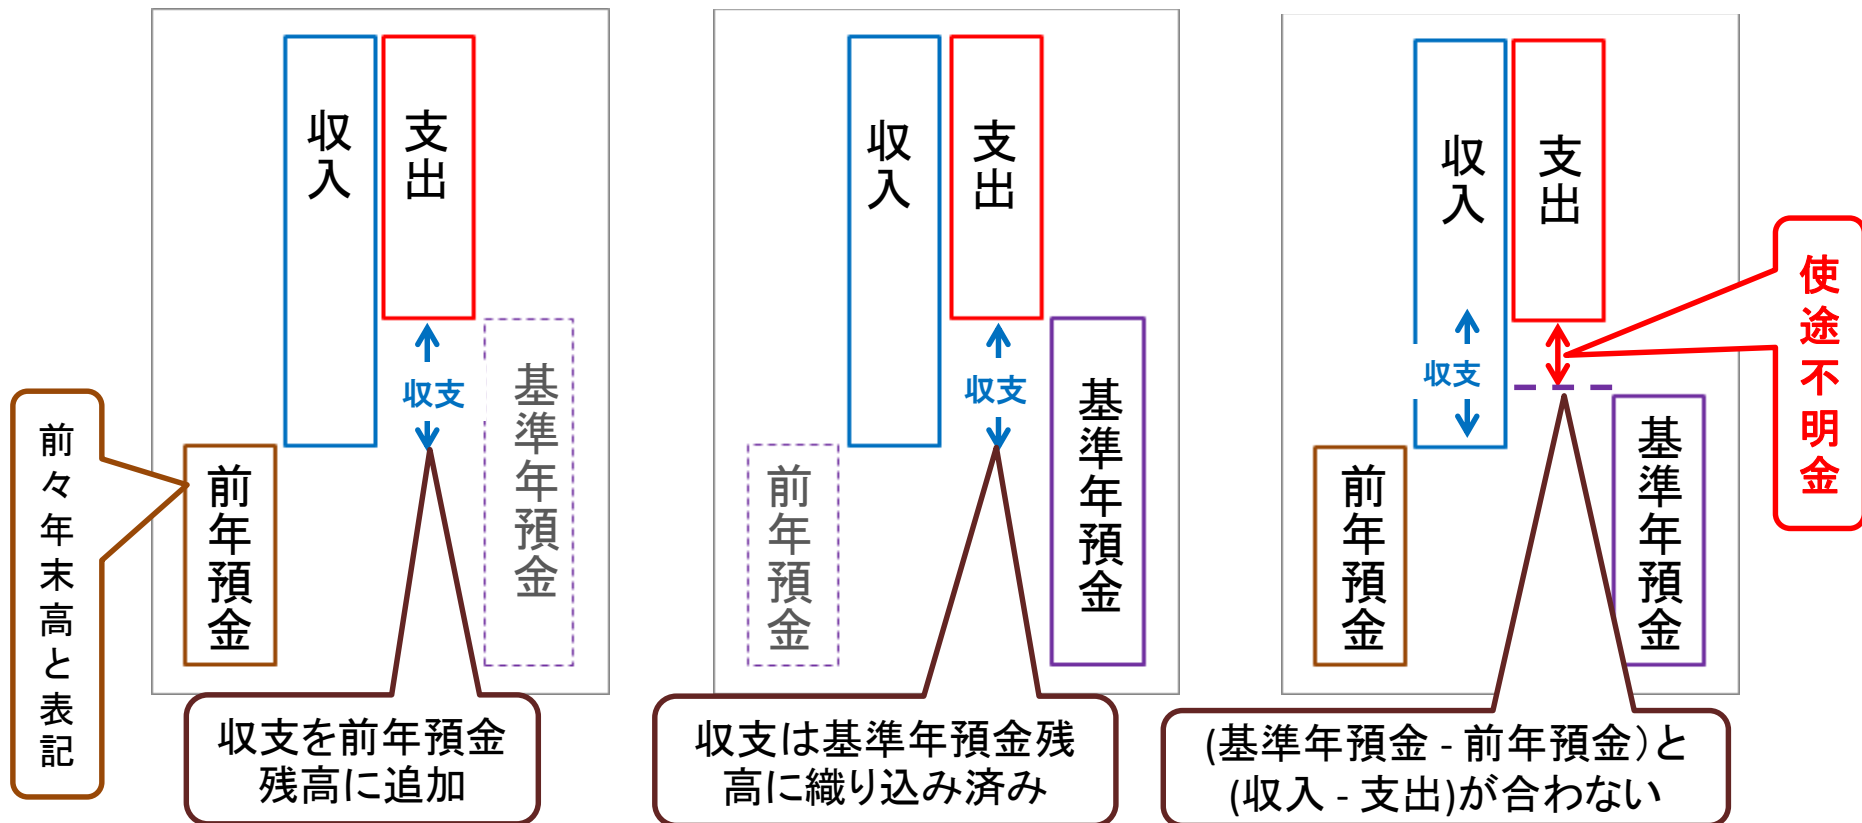 収入
支出
収支
基準年預金
前年預金
前々年末高と表記
収支を前年預金
残高に追加
収入
支出
収支
前年預金
基準年預金
収支は基準年預金残
高に織り込み済み
収入
支出
収支
使途不明金
前年預金
基準年預金
(基準年預金 - 前年預金）と
(収入 - 支出)が合わない